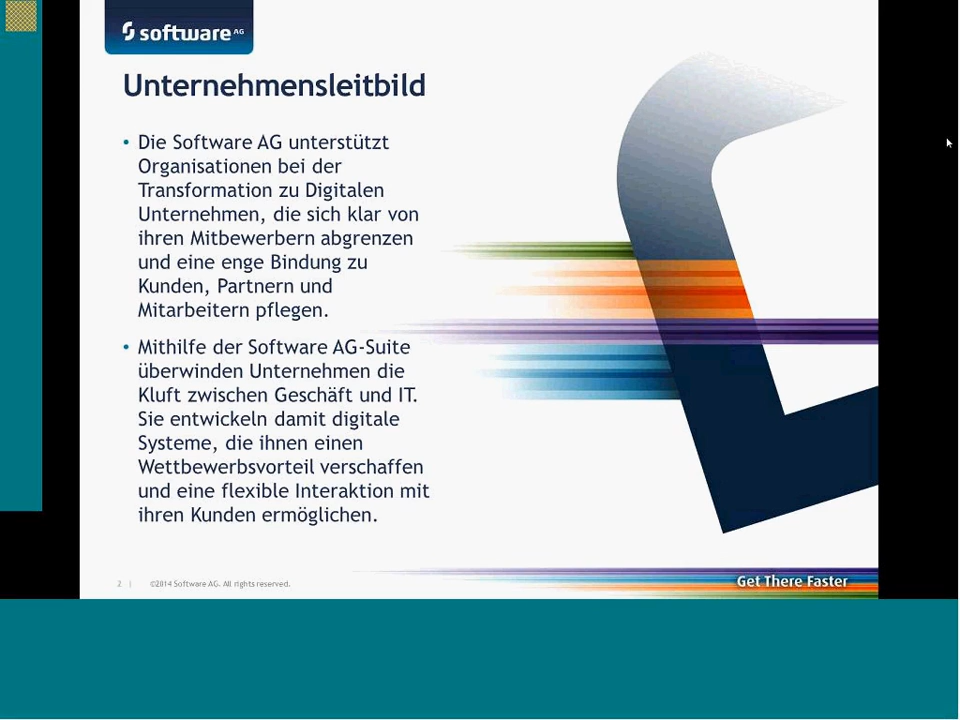 software AG
Unternehmensleitbild
• Die Software AG unterstützt
Organisationen bei der
Transformation zu Digitalen
Unternehmen, die sich klar von
ihren Mitbewerbern abgrenzen
und eine enge Bindung zu
Kunden, Partnern und
Mitarbeitern pflegen.
• Mithilfe der Software AG-Suite
überwinden Unternehmen die
Kluft zwischen Geschäft und IT.
Sie entwickeln damit digitale
Systeme, die ihnen einen
Wettbewerbsvorteil verschaffen
und eine flexible Interaktion mit
ihren Kunden ermöglichen.
2 | ©2014 Software AG. All rights reserved.
Get There Faster